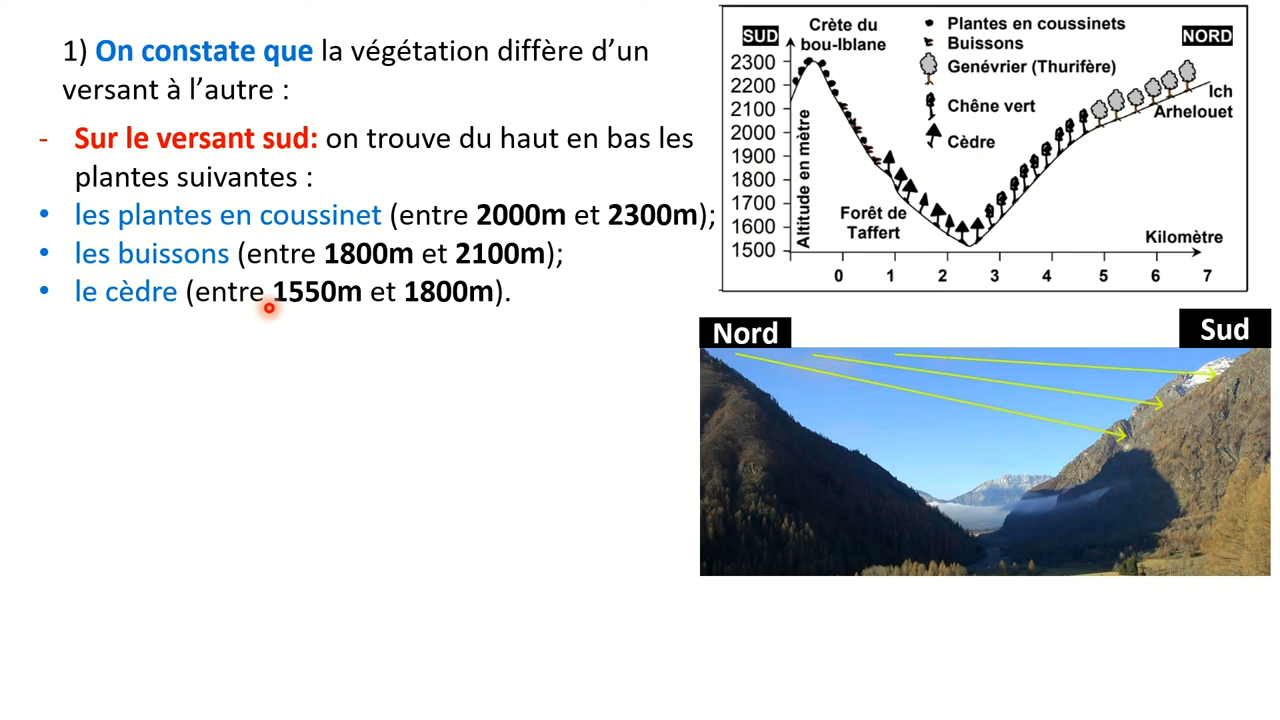 1) On constate que la végétation diffère d’un
versant à l’autre :
- Sur le versant sud: on trouve du haut en bas les
plantes suivantes :
• les plantes en coussinet (entre 2000m et 2300m);
• les buissons (entre 1800m et 2100m);
• le cèdre (entre 1550m et 1800m).
SUD
Crète du
bou-Iblane
Plantes en coussinets
Buissons
Genévrier (Thurifère)
Chêne vert
Cèdre
NORD
Ich
Arhelouet
2300
2200
2100
2000
1900
1800
1700
1600
1500
Altitude en mètre
Forêt de
Taffert
Kilomètre
0 1 2 3 4 5 6 7
Nord
Sud